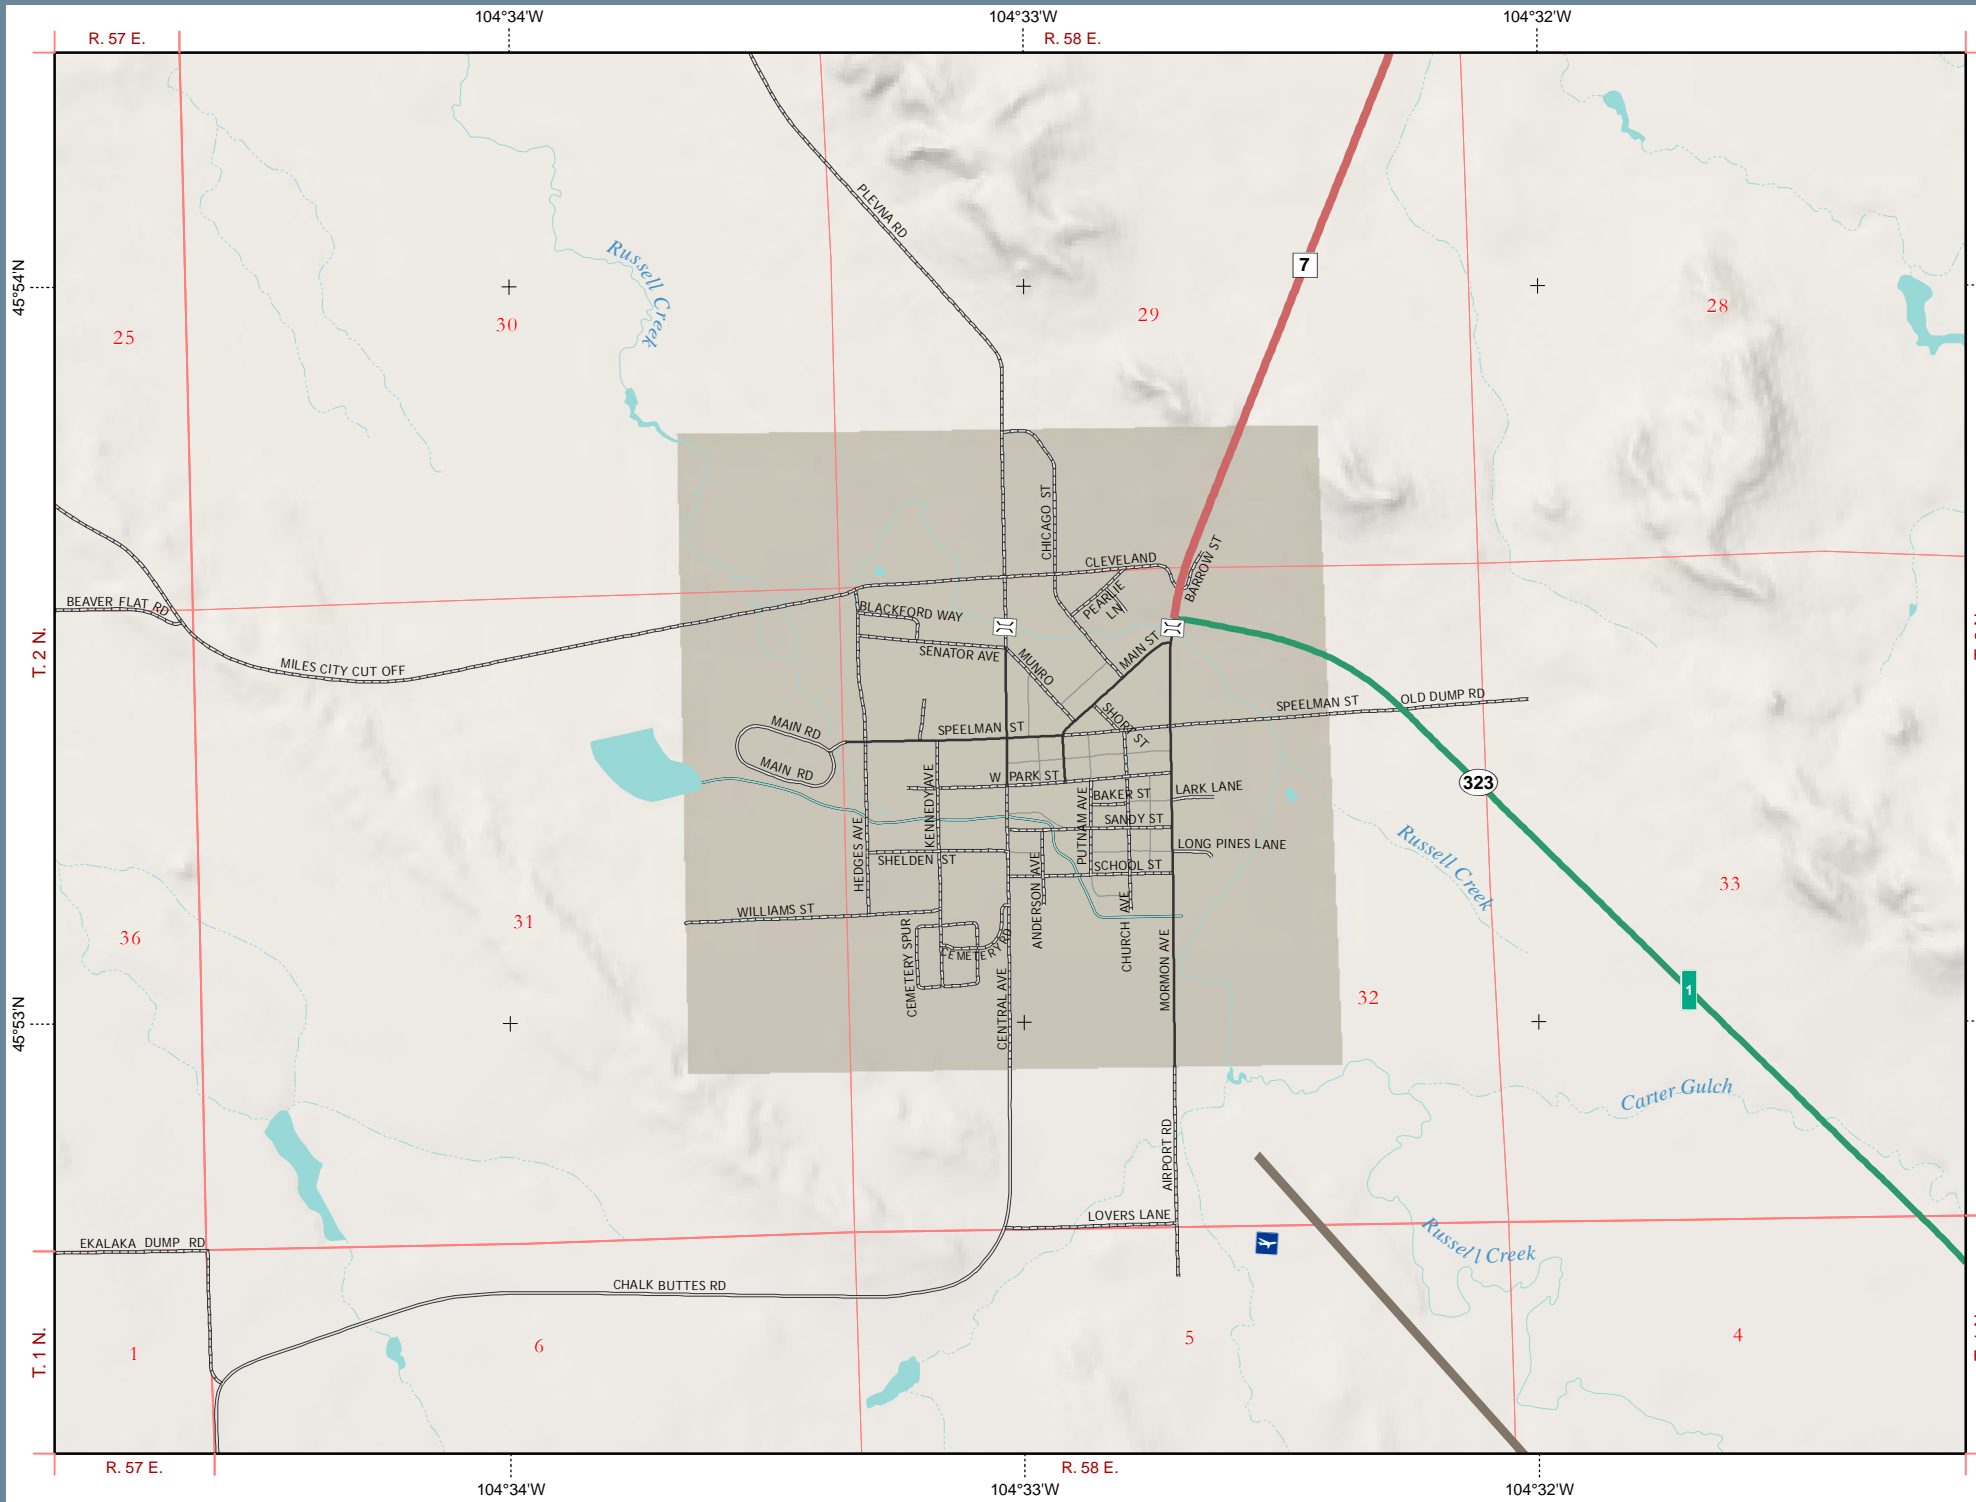 104°34'W
104°33'W
104°32'W
R. 57 E.
R. 58 E.
PLEVNA RD
Russell Creek
7
45°54'N
25
30
29
28
CHICAGO ST
CLEVELAND
BARROW ST
PEARLIE
LN
BEAVER FLAT RD
BLACKFORD WAY
SENATOR AVE
MUNRO
MAIN ST
T. 2 N.
MILES CITY CUT OFF
SPEELMAN ST
OLD DUMP RD
SHORT ST
MAIN RD
SPEELMAN ST
MAIN RD
W PARK ST
323
KENNEDY AVE
BAKER ST
LARK LANE
PUTNAM AVE
SANDY ST
HEDGES AVE
SHELDEN ST
LONG PINES LANE
SCHOOL ST
Russell Creek
33
ANDERSON AVE
WILLIAMS ST
31
36
CHURCH AVE
CEMETERY SPUR
CEMETERY RD
MORMON AVE
CENTRAL AVE
32
1
45°53'N
Carter Gulch
AIRPORT RD
LOVERS LANE
EKALAKA DUMP RD
Russell Creek
CHALK BUTTES RD
T. 1 N.
1
6
5
4
R. 57 E.
R. 58 E.
104°34'W
104°33'W
104°32'W